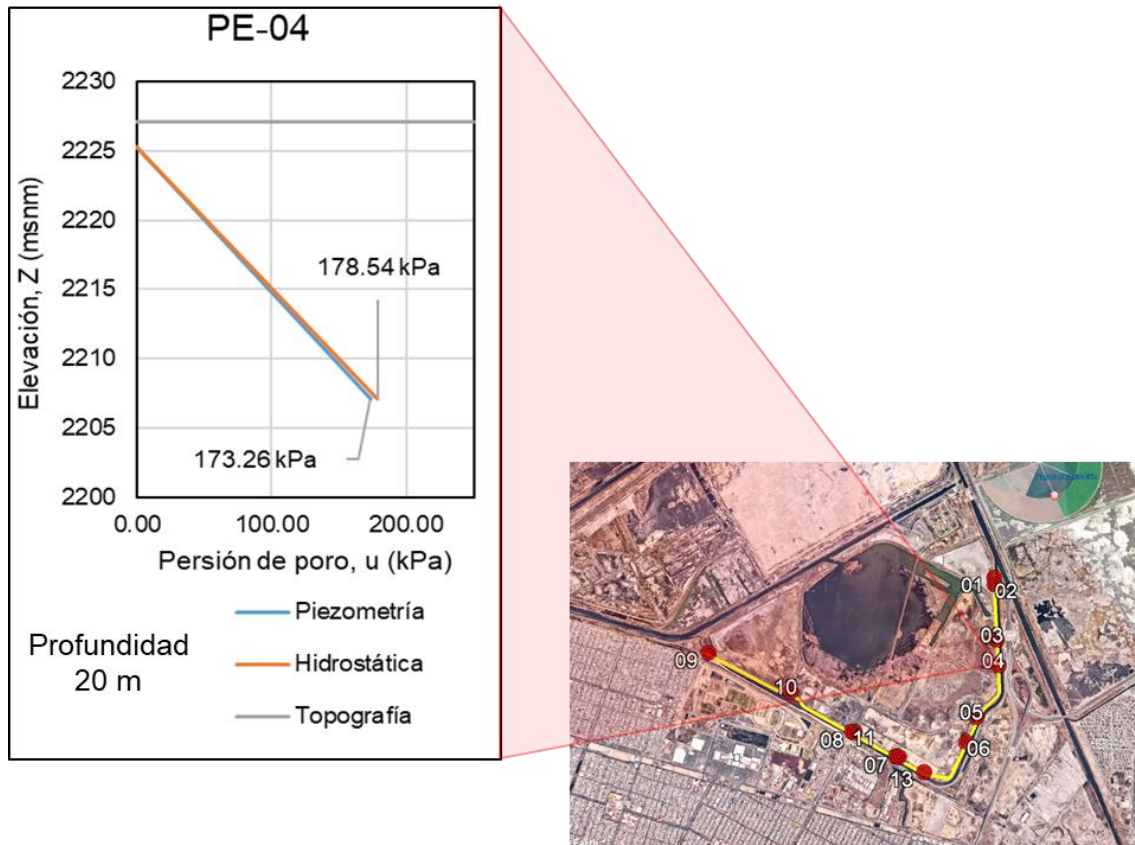 PE-04
2230
2225
2220
2215
2210
2205
2200
Elevación, Z (msnm)
178.54 kPa
173.26 kPa
0.00 100.00 200.00
Persión de poro, u (kPa)
Piezometría
Hidrostática
Topografía
Profundidad
20 m
01
02
03
04
09
10
05
06
08
11
07
13